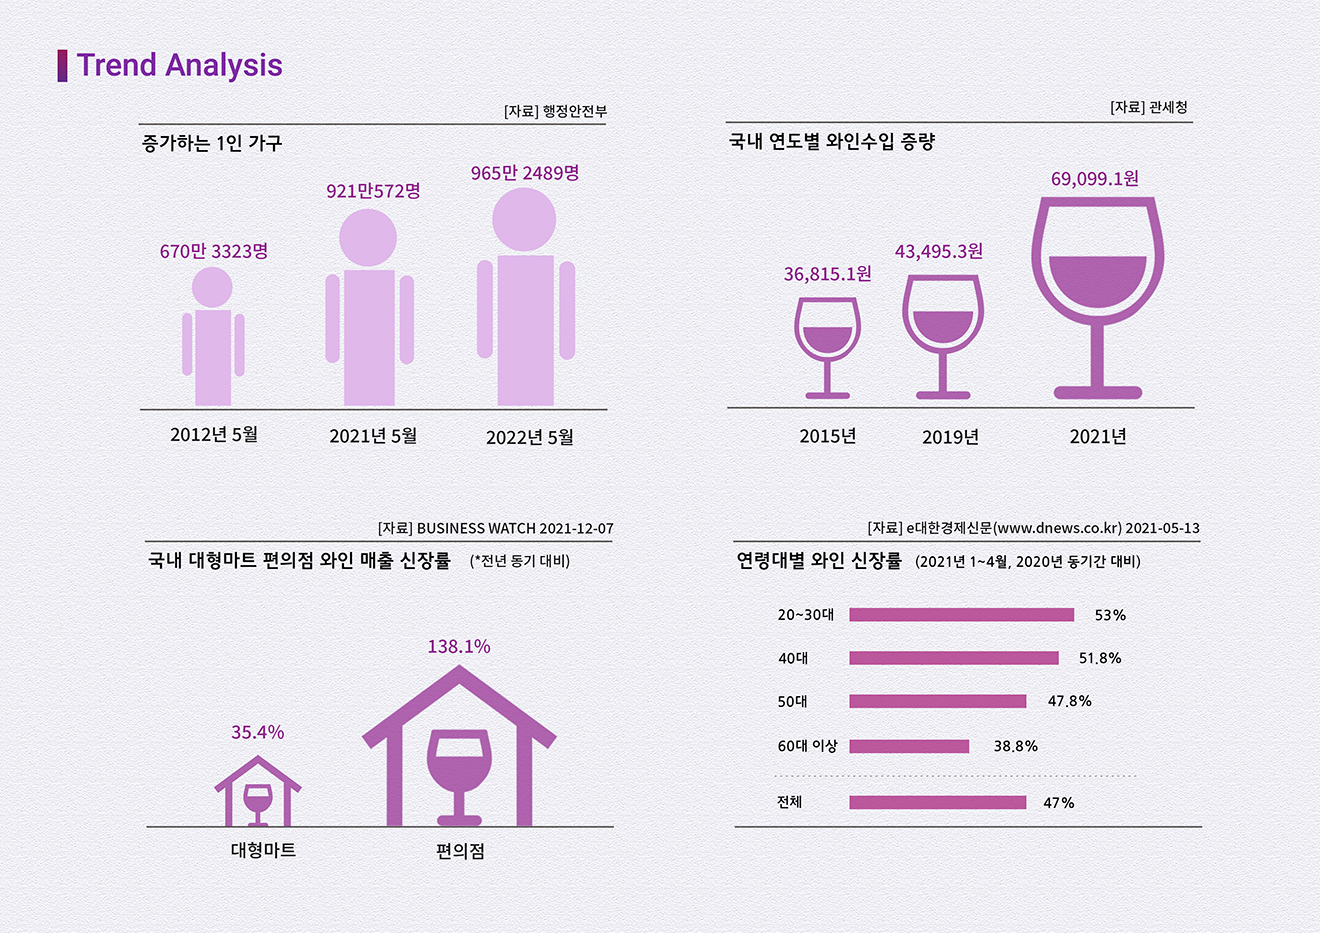 Trend Analysis
[자료] 행정안전부
증가하는 1인 가구
670만 3323명
921만572명
965만 2489명
2012년 5월
2021년 5월
2022년 5월
[자료] 관세청
국내 연도별 와인수입 증량
36,815.1원
43,495.3원
69,099.1원
2015년
2019년
2021년
[자료] BUSINESS WATCH 2021-12-07
국내 대형마트 편의점 와인 매출 신장률 (*전년 동기 대비)
35.4%
138.1%
대형마트
편의점
[자료] e대한경제신문(www.dnews.co.kr) 2021-05-13
연령대별 와인 신장률 (2021년 1~4월, 2020년 동기간 대비)
20~30대 53%
40대 51.8%
50대 47.8%
60대 이상 38.8%
전체 47%